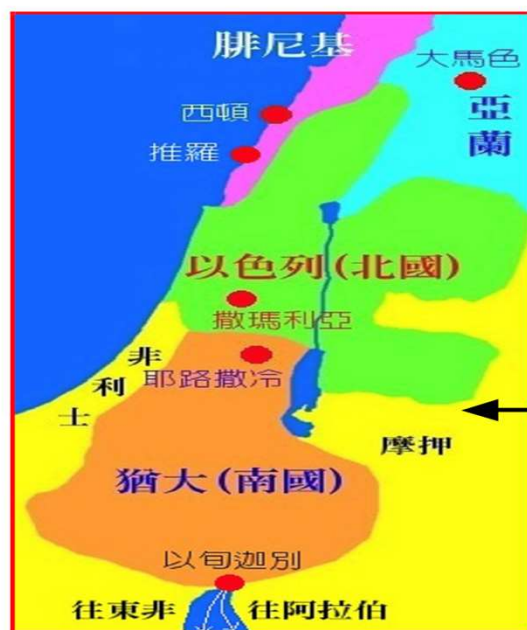 腓尼基
大馬色
亞蘭
西頓
推羅
以色列(北國)
撒瑪利亞
非利士
耶路撒冷
摩押
猶大(南國)
以旬迦別
往東非
往阿拉伯